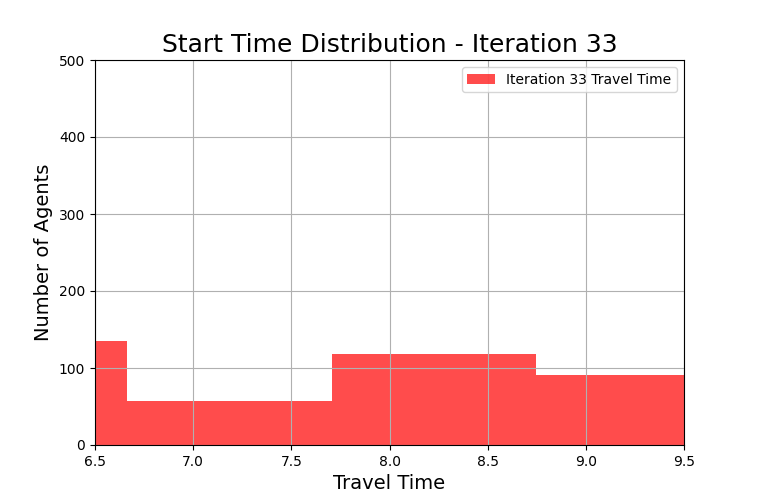 Start Time Distribution - Iteration 33
Iteration 33 Travel Time
Number of Agents
500
400
300
200
100
0
6.5 7.0 7.5 8.0 8.5 9.0 9.5
Travel Time